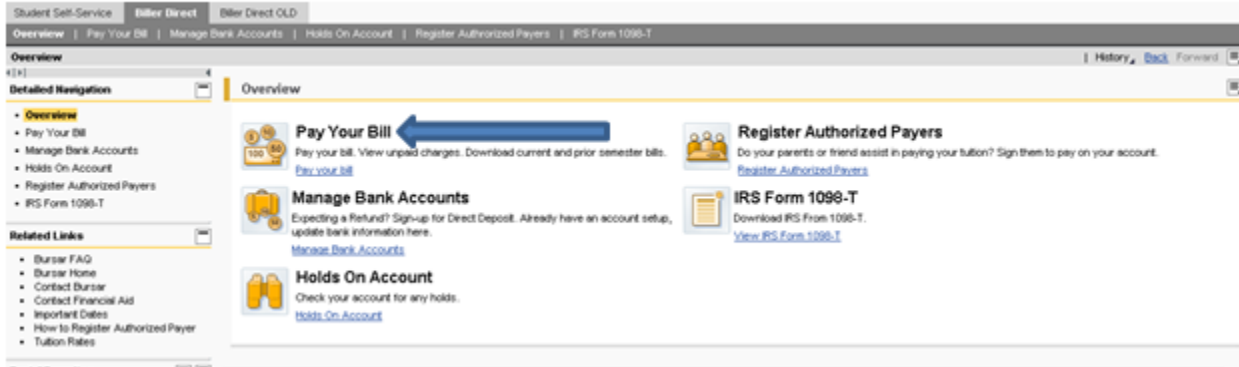 Student Self-Service Biller Direct Biller Direct OLD
Overview | Pay Your Bill | Manage Bank Accounts | Holds On Account | Register Authrorized Payers | IRS Form 1098-T
Overview | History Back Forward
Detailed Navigation
• Overview
• Pay Your Bill
• Manage Bank Accounts
• Holds On Account
• Register Authorized Payers
• IRS Form 1098-T
Related Links
• Bursar FAQ
• Bursar Home
• Contact Bursar
• Contact Financial Aid
• Important Dates
• How to Register Authorized Payer
• Tuition Rates
Overview
Pay Your Bill
Pay your bill. View unpaid charges. Download current and prior semester bills.
Pay your bill
Manage Bank Accounts
Expecting a Refund? Sign-up for Direct Deposit. Already have an account setup,
update bank information here.
Manage Bank Accounts
Holds On Account
Check your account for any holds.
Holds On Account
Register Authorized Payers
Do your parents or friend assist in paying your tuition? Sign them to pay on your account.
Register Authorized Payers
IRS Form 1098-T
Download IRS From 1098-T.
View IRS Form 1098-T
100